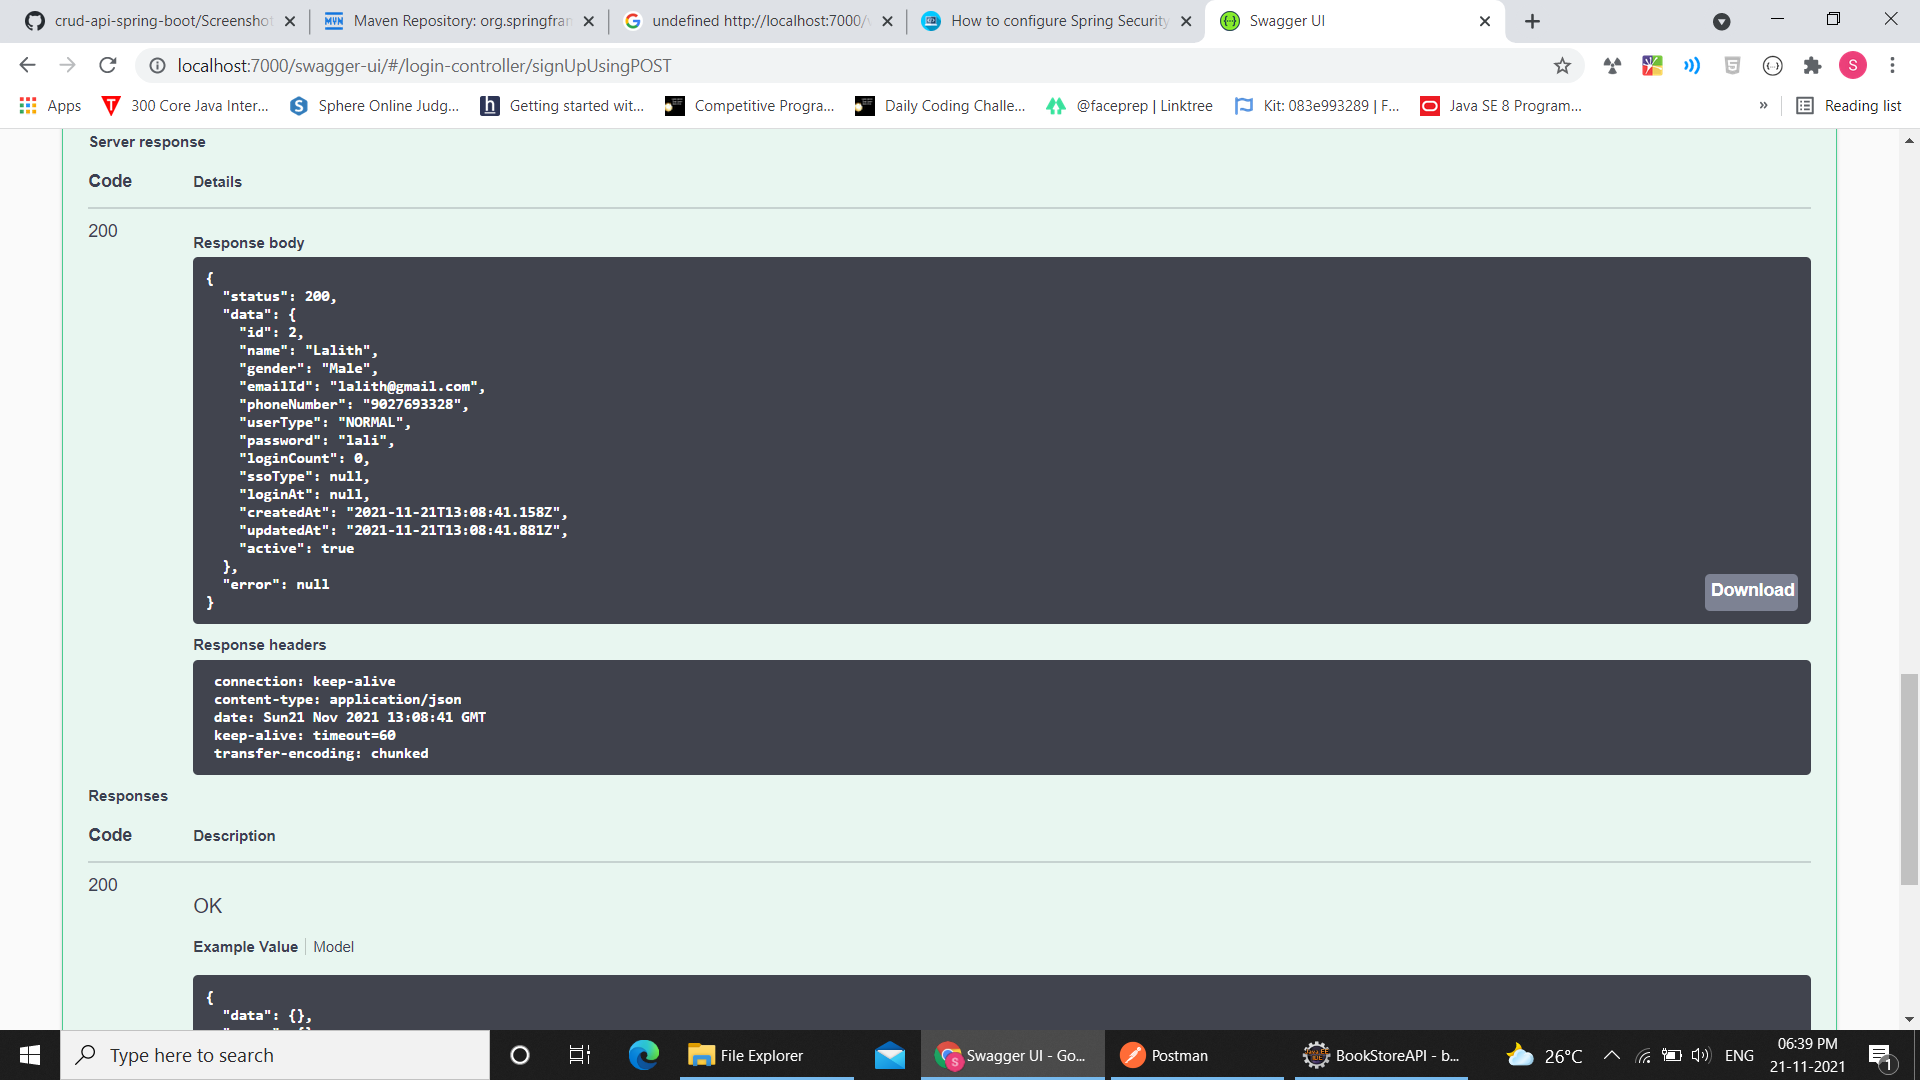 crud-api-spring-boot/Screenshot
Maven Repository: org.springfran
undefined http://localhost:7000/
How to configure Spring Security
Swagger UI
localhost:7000/swagger-ui/#/login-controller/signUpUsingPOST
S
Apps
300 Core Java Inter...
Sphere Online Judg...
Getting started wit...
Competitive Progra...
Daily Coding Challe...
@faceprep | Linktree
Kit: 083e993289 | F...
Java SE 8 Program...
»
Reading list
Server response
Code Details
200
Response body
{
"status": 200,
"data": {
"id": 2,
"name": "Lalith",
"gender": "Male",
"emailId": "lalith@gmail.com",
"phoneNumber": "9027693328",
"userType": "NORMAL",
"password": "lali",
"loginCount": 0,
"ssoType": null,
"loginAt": null,
"createdAt": "2021-11-21T13:08:41.158Z",
"updatedAt": "2021-11-21T13:08:41.881Z",
"active": true
},
"error": null
}
Download
Response headers
connection: keep-alive
content-type: application/json
date: Sun21 Nov 2021 13:08:41 GMT
keep-alive: timeout=60
transfer-encoding: chunked
Responses
Code Description
200
OK
Example Value Model
{
"data": {},
Type here to search
File Explorer
Swagger UI - Go...
Postman
BookStoreAPI - b...
26°C
ENG
06:39 PM
21-11-2021
1